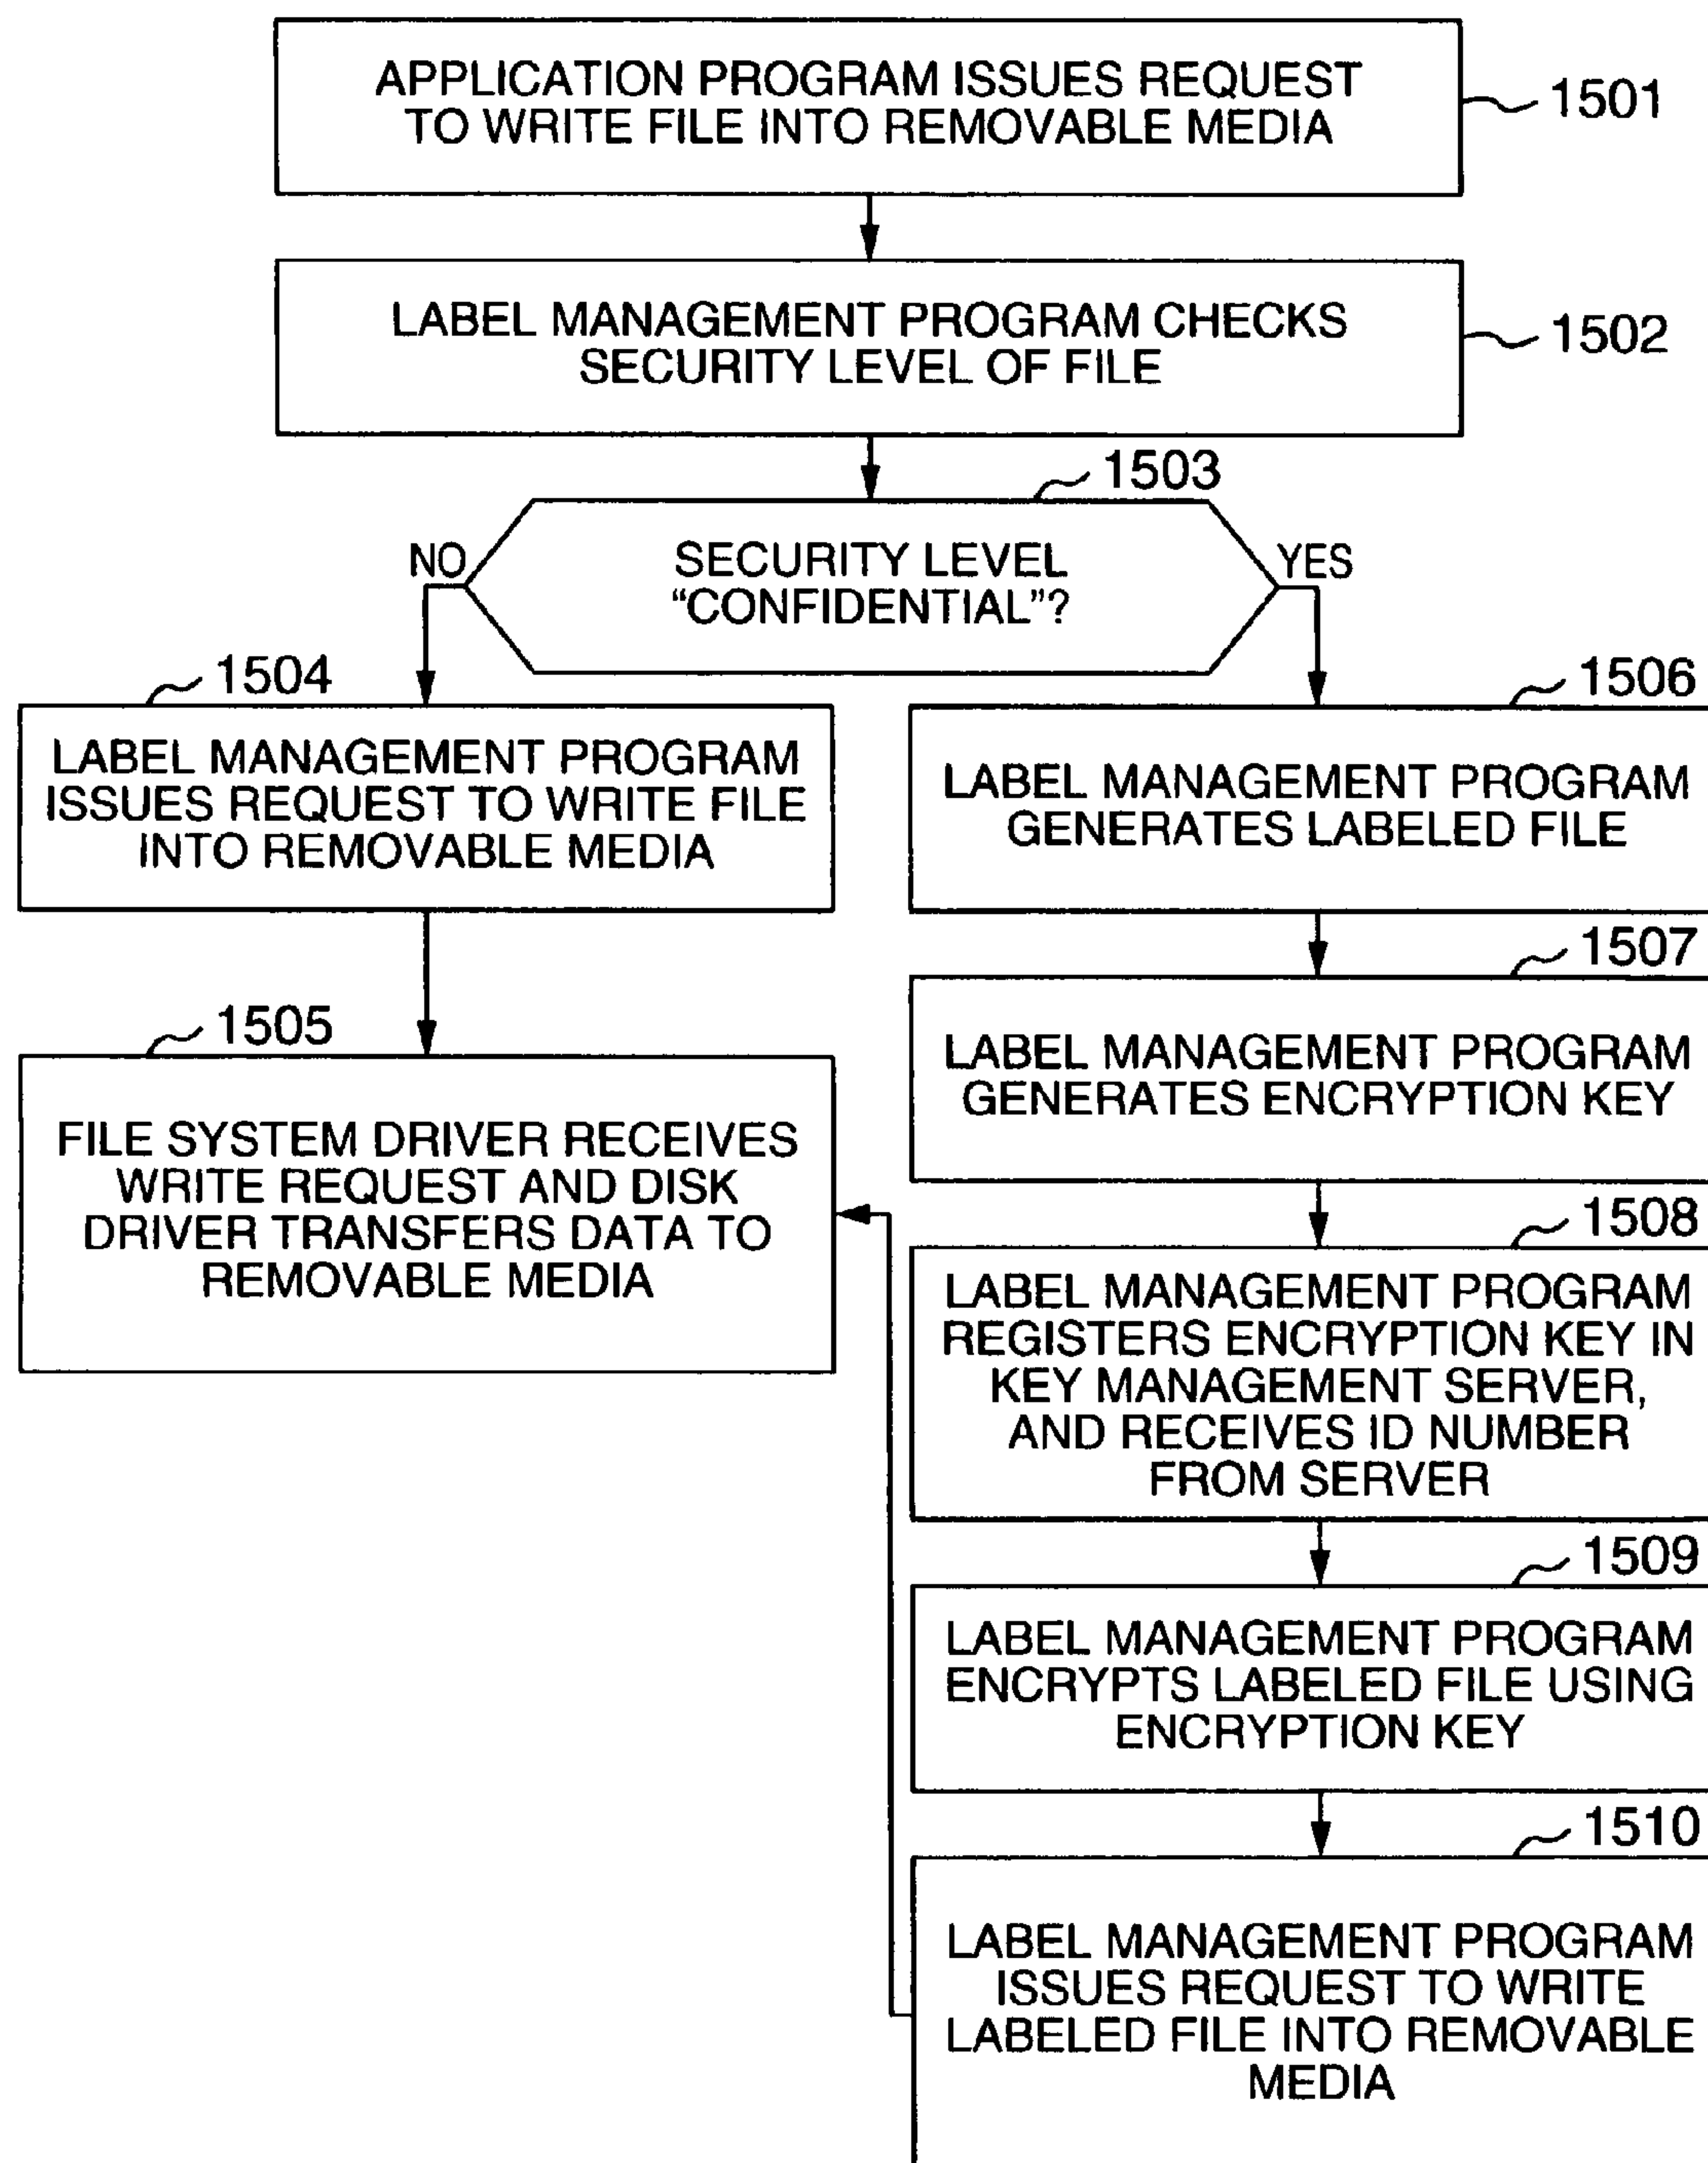 APPLICATION PROGRAM ISSUES REQUEST
TO WRITE FILE INTO REMOVABLE MEDIA
1501
LABEL MANAGEMENT PROGRAM CHECKS
SECURITY LEVEL OF FILE
1502
1503
NO
SECURITY LEVEL
“CONFIDENTIAL”?
YES
1504
LABEL MANAGEMENT PROGRAM
ISSUES REQUEST TO WRITE FILE
INTO REMOVABLE MEDIA
1505
FILE SYSTEM DRIVER RECEIVES
WRITE REQUEST AND DISK
DRIVER TRANSFERS DATA TO
REMOVABLE MEDIA
1506
LABEL MANAGEMENT PROGRAM
GENERATES LABELED FILE
1507
LABEL MANAGEMENT PROGRAM
GENERATES ENCRYPTION KEY
1508
LABEL MANAGEMENT PROGRAM
REGISTERS ENCRYPTION KEY IN
KEY MANAGEMENT SERVER,
AND RECEIVES ID NUMBER
FROM SERVER
1509
LABEL MANAGEMENT PROGRAM
ENCRYPTS LABELED FILE USING
ENCRYPTION KEY
1510
LABEL MANAGEMENT PROGRAM
ISSUES REQUEST TO WRITE
LABELED FILE INTO REMOVABLE
MEDIA